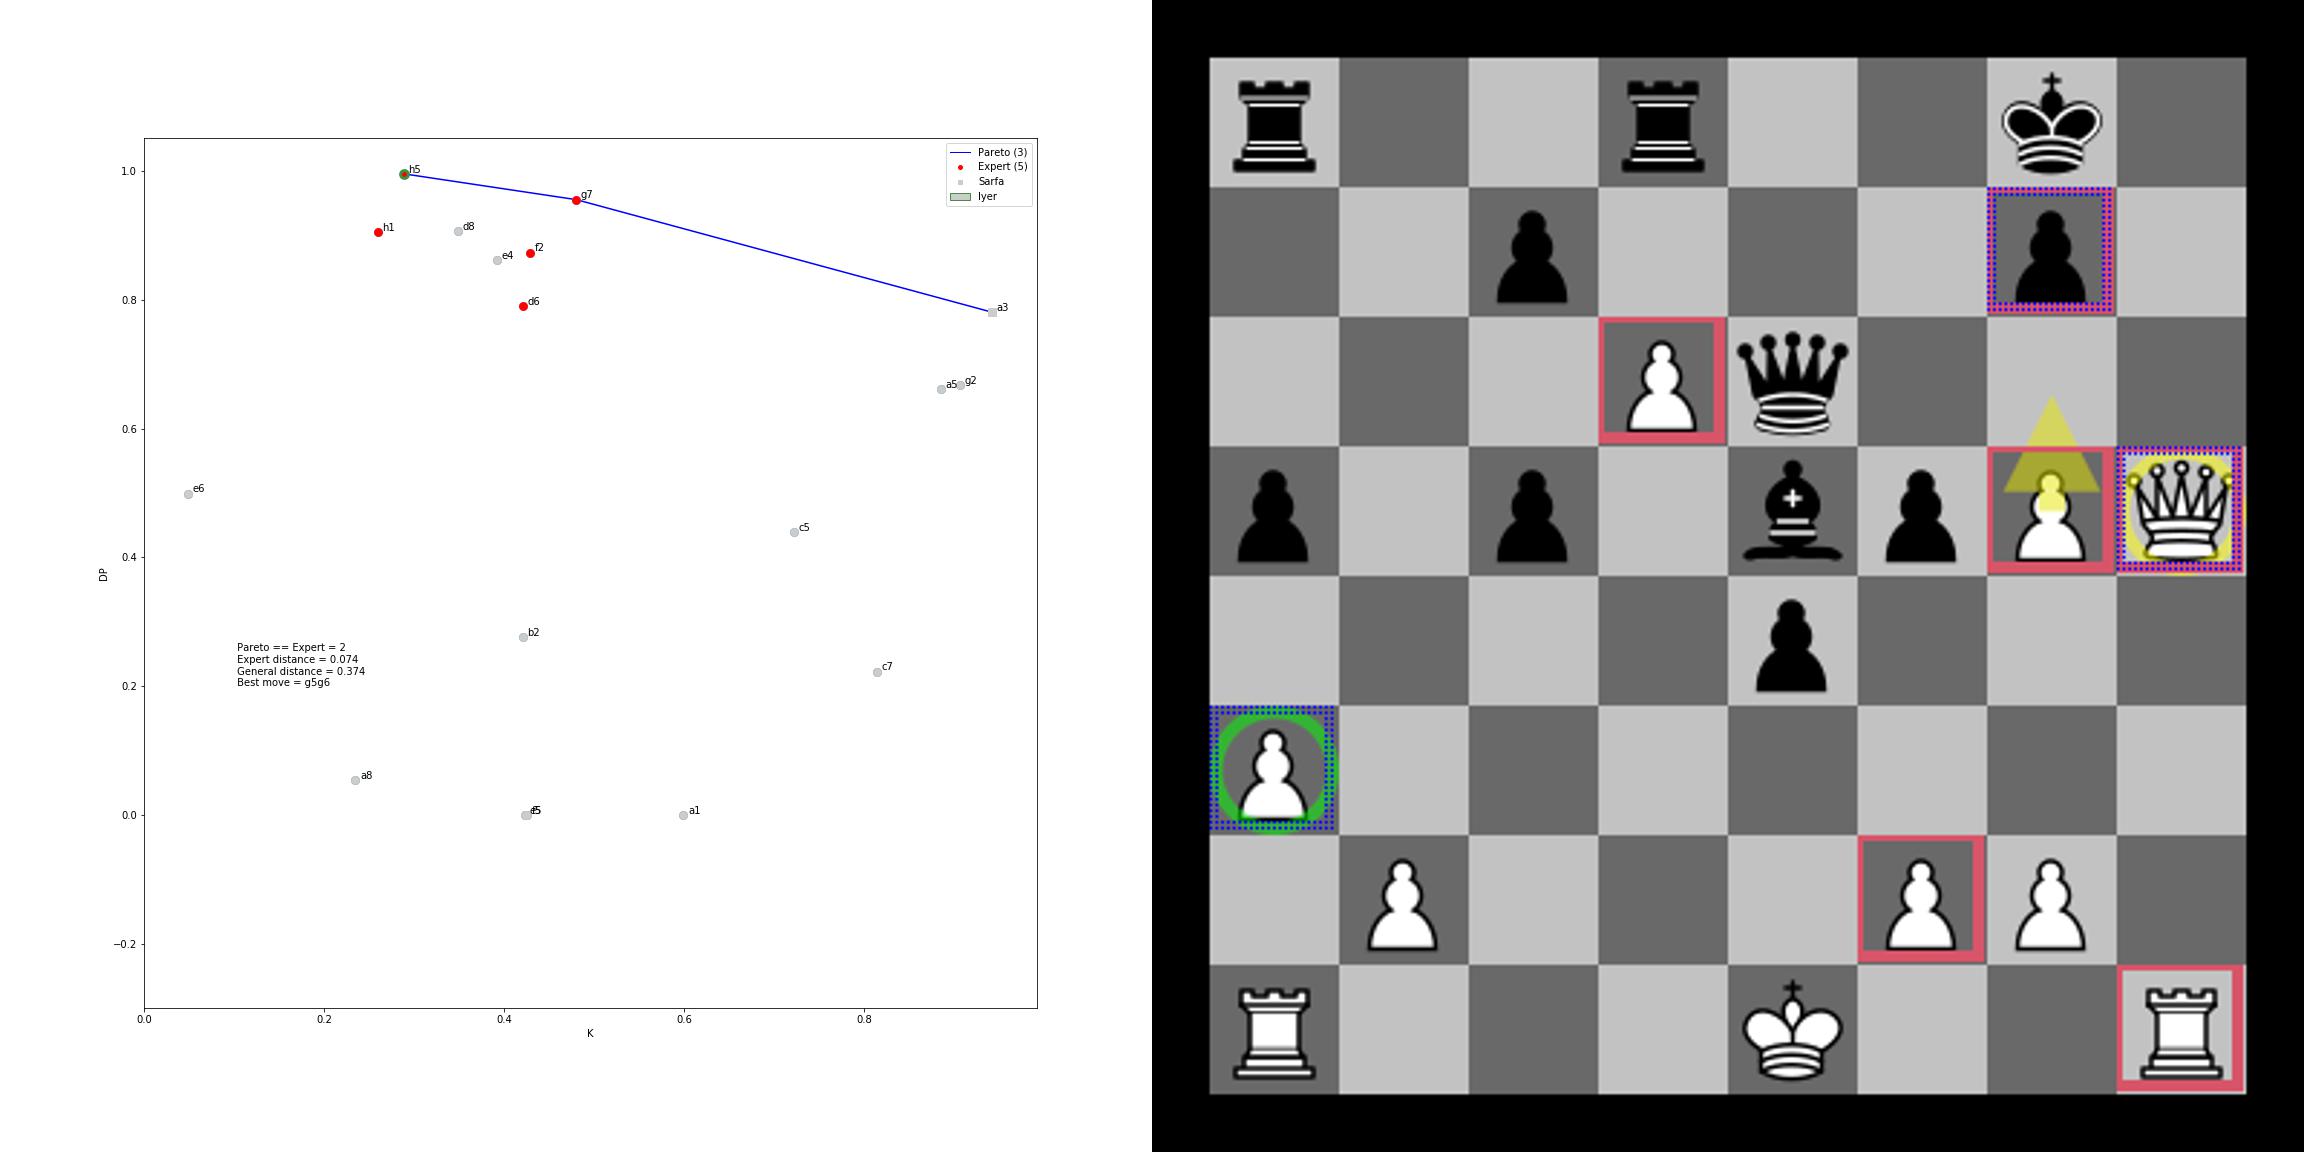 1.0
0.8
0.6
0.4
0.2
0.0
−0.2
DP
0.0
0.2
0.4
0.6
0.8
K
Pareto (3)
Expert (5)
Sarfa
Iyer
h5
g7
h1
d8
f2
e4
d6
a3
a5
g2
e6
c5
b2
c7
a8
a1
Pareto == Expert = 2
Expert distance = 0.074
General distance = 0.374
Best move = g5g6